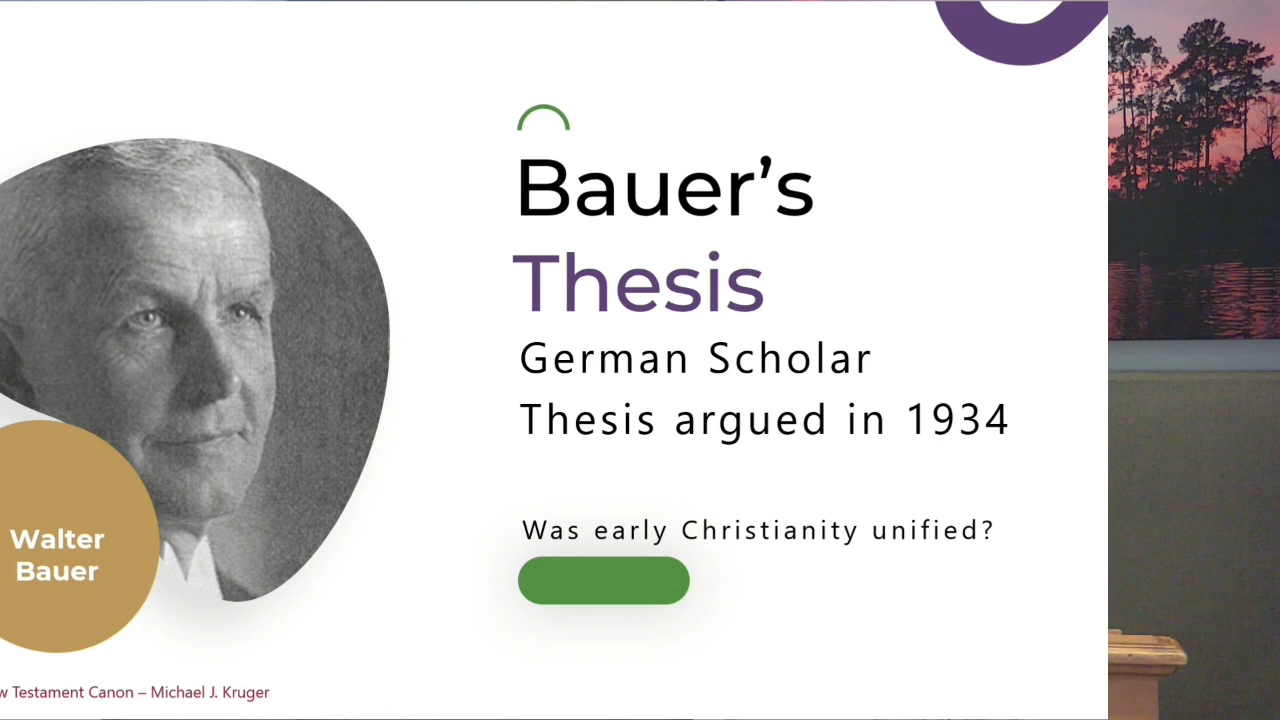 Bauer’s
Thesis
German Scholar
Thesis argued in 1934
Was early Christianity unified?
Walter
Bauer
Testament Canon – Michael J. Kruger